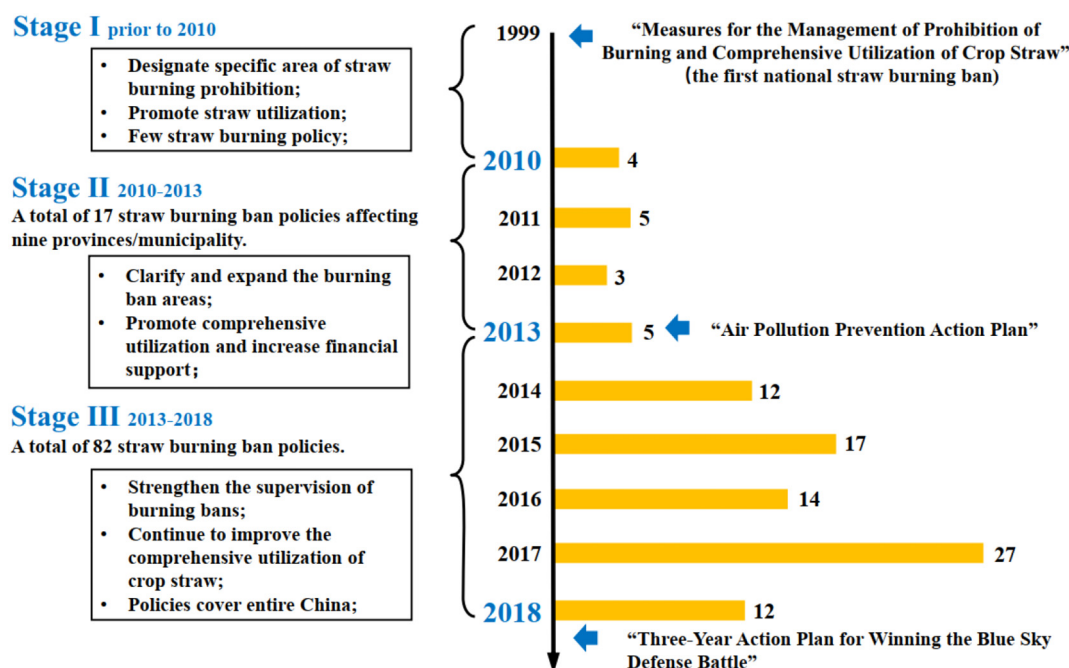 Stage I prior to 2010
• Designate specific area of straw
burning prohibition;
• Promote straw utilization;
• Few straw burning policy;
Stage II 2010-2013
A total of 17 straw burning ban policies affecting
nine provinces/municipality.
• Clarify and expand the burning
ban areas;
• Promote comprehensive
utilization and increase financial
support;
Stage III 2013-2018
A total of 82 straw burning ban policies.
• Strengthen the supervision of
burning bans;
• Continue to improve the
comprehensive utilization of
crop straw;
• Policies cover entire China;
1999
“Measures for the Management of Prohibition of
Burning and Comprehensive Utilization of Crop Straw”
(the first national straw burning ban)
2010 4
2011 5
2012 3
2013 5 “Air Pollution Prevention Action Plan”
2014 12
2015 17
2016 14
2017 27
2018 12
“Three-Year Action Plan for Winning the Blue Sky
Defense Battle”